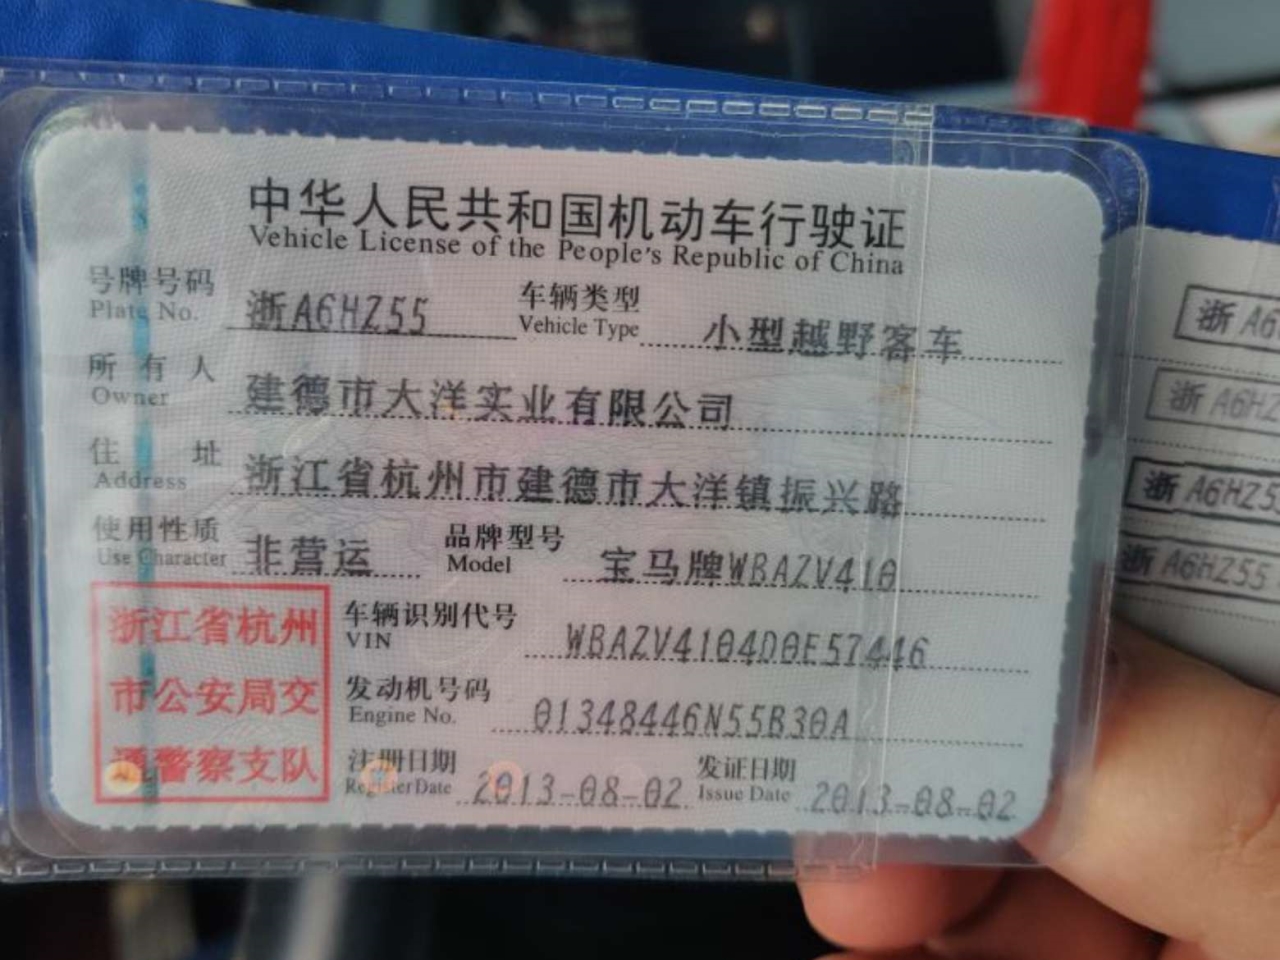 中华人民共和国机动车行驶证
Vehicle License of the People's Republic of China
号牌号码 浙A6HZ55 车辆类型 小型越野客车
Plate No. Vehicle Type
所有人 建德市大洋实业有限公司
Owner
住址 浙江省杭州市建德市大洋镇振兴路
Address
使用性质 非营运 品牌型号 宝马牌WBAZV410
Use Character Model
浙江省杭州
市公安局交
通警察支队
车辆识别代号 WBAZV4104D0E57446
VIN
发动机号码 01348446N55B30A
Engine No.
注册日期 2013-08-02 发证日期 2013-08-02
Register Date Issue Date
浙A6
浙A6HZ
浙A6HZ5
浙A6HZ55